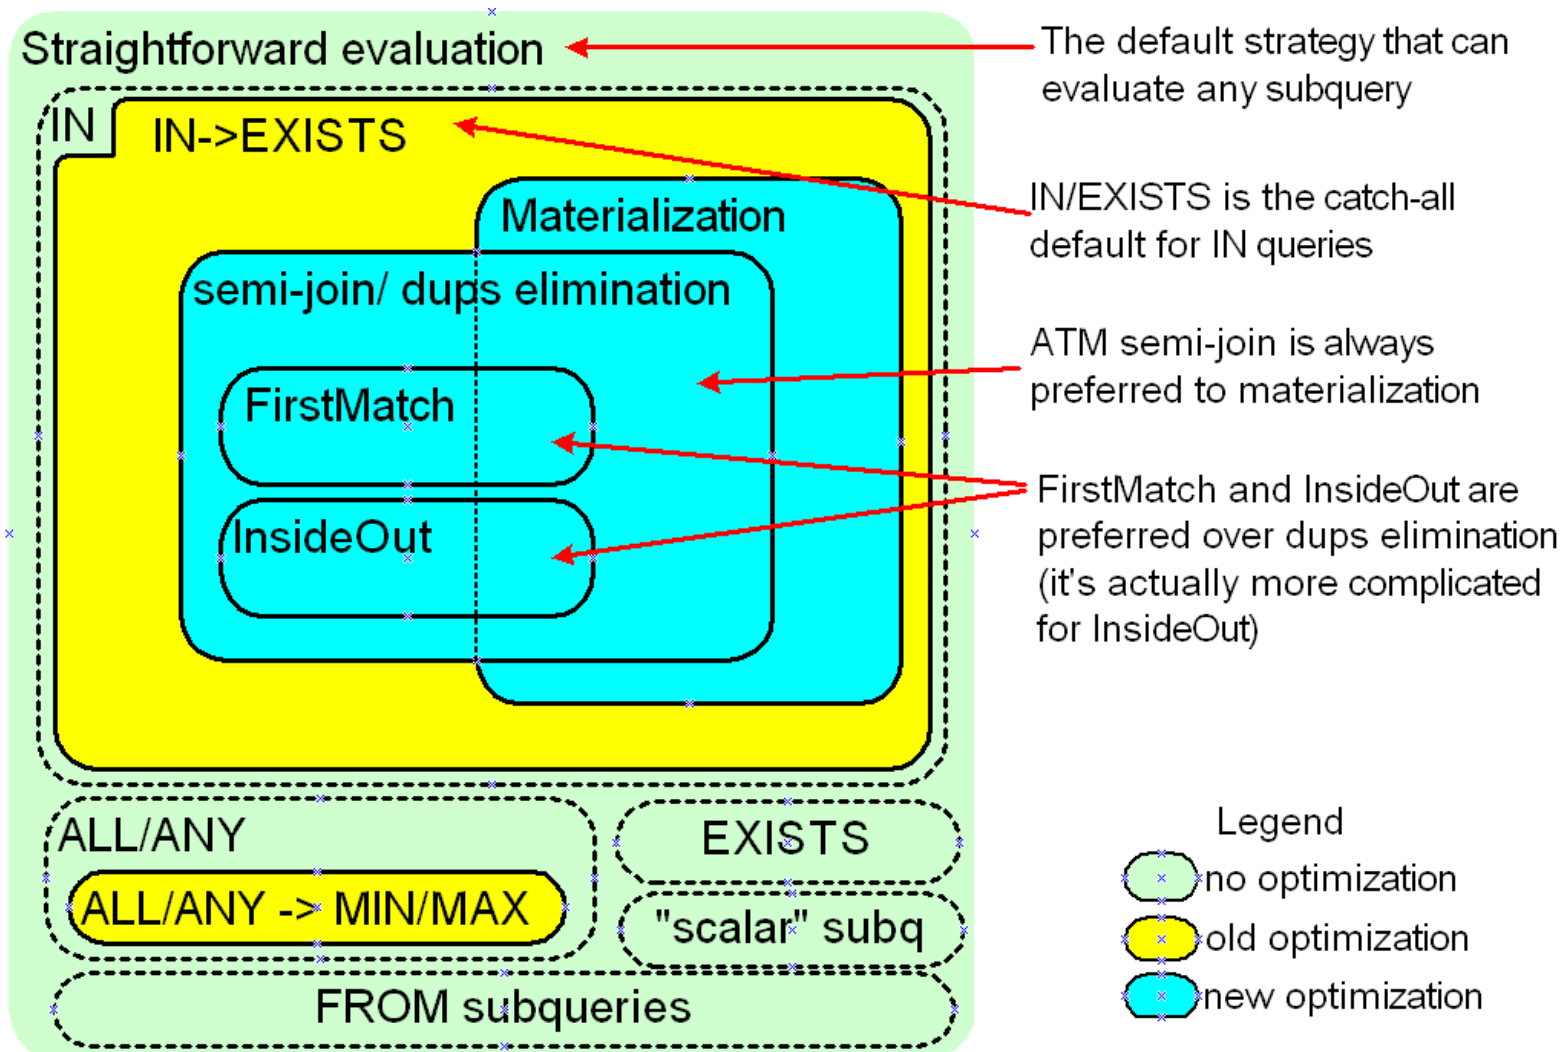 Straightforward evaluation
IN
IN->EXISTS
Materialization
semi-join/ dups elimination
FirstMatch
InsideOut
ALL/ANY
ALL/ANY -> MIN/MAX
EXISTS
"scalar" subq
FROM subqueries
The default strategy that can
evaluate any subquery
IN/EXISTS is the catch-all
default for IN queries
ATM semi-join is always
preferred to materialization
FirstMatch and InsideOut are
preferred over dups elimination
(it's actually more complicated
for InsideOut)
Legend
no optimization
old optimization
new optimization